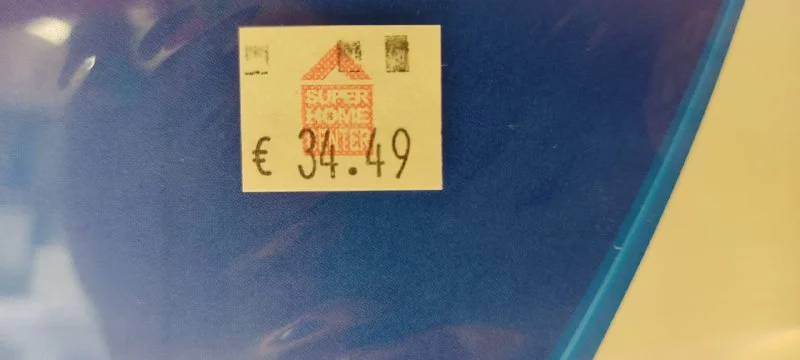 SUPER
HOME
CENTER
€ 34.49